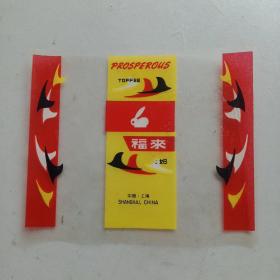 PROSPEROUS
TOFFEE
福來
中國·上海
SHANGHAI, CHINA